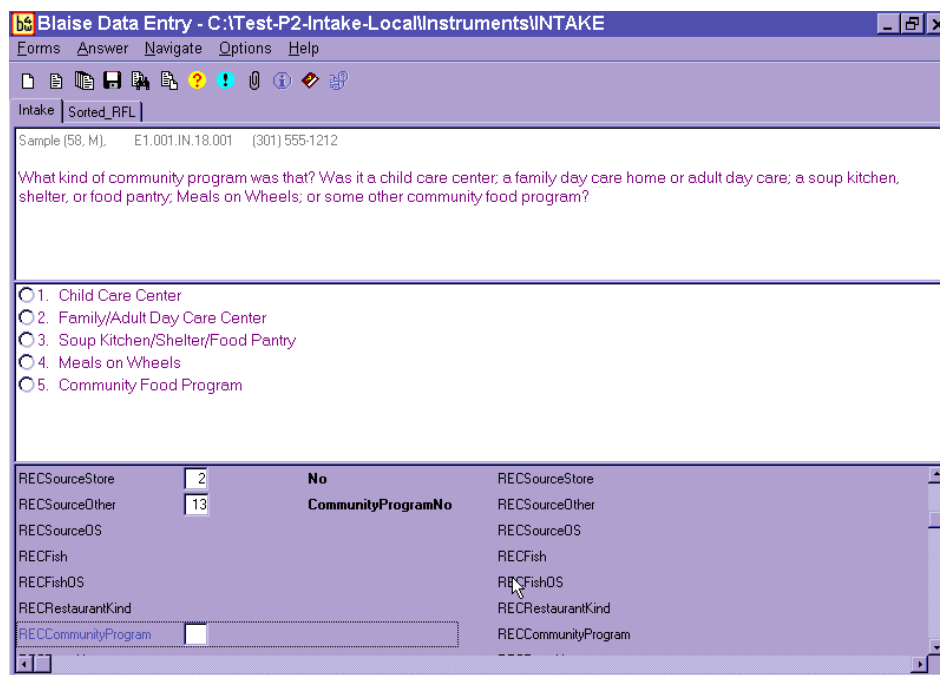 Blaise Data Entry - C:\Test-P2-Intake-Local\Instruments\INTAKE
Forms Answer Navigate Options Help
Intake Sorted_RFL
Sample (58, M), E1.001.IN.18.001 (301) 555-1212
What kind of community program was that? Was it a child care center; a family day care home or adult day care; a soup kitchen,
shelter, or food pantry; Meals on Wheels; or some other community food program?
1. Child Care Center
2. Family/Adult Day Care Center
3. Soup Kitchen/Shelter/Food Pantry
4. Meals on Wheels
5. Community Food Program
RECSourceStore 2 No RECSourceStore
RECSourceOther 13 CommunityProgramNo RECSourceOther
RECSourceOS RECSourceOS
RECFish RECFish
RECFishOS RECFishOS
RECRestaurantKind RECRestaurantKind
RECCommunityProgram RECCommunityProgram